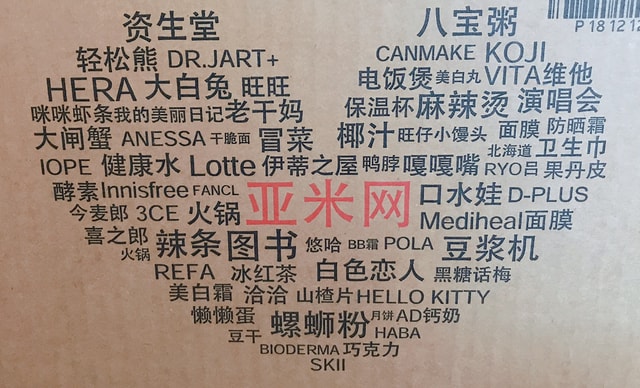 资生堂 八宝粥
P 18 12 12
轻松熊 DR.JART+ CANMAKE KOJI
HERA 大白兔 旺旺 电饭煲 美白丸 VITA维他
咪咪虾条 我的美丽日记 老干妈 保温杯 麻辣烫 演唱会
大闸蟹 ANESSA 干脆面 冒菜 椰汁 旺仔小馒头 面膜 防晒霜
北海道 卫生巾
IOPE 健康水 Lotte 伊蒂之屋 鸭脖 嘎嘎嘴 RYO吕 果丹皮
酵素 Innisfree FANCL 亚米网 口水娃 D-PLUS
今麦郎 3CE 火锅 Mediheal面膜
喜之郎 火锅 辣条 图书 悠哈 BB霜 POLA 豆浆机
REFA 冰红茶 白色恋人 黑糖话梅
美白霜 洽洽 山楂片 HELLO KITTY
懒懒蛋 螺蛳粉 月饼 AD钙奶
豆干 HABA
BIODERMA 巧克力
SKII